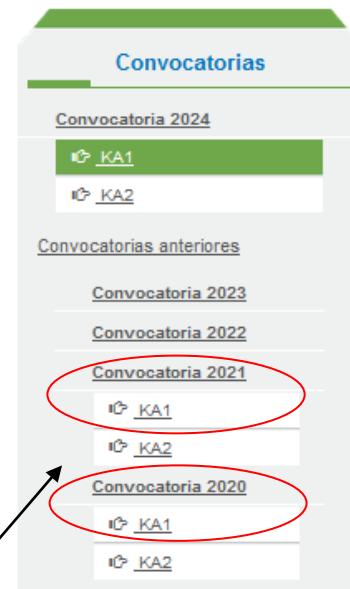 Convocatorias
Convocatoria 2024
KA1
KA2
Convocatorias anteriores
Convocatoria 2023
Convocatoria 2022
Convocatoria 2021
KA1
KA2
Convocatoria 2020
KA1
KA2